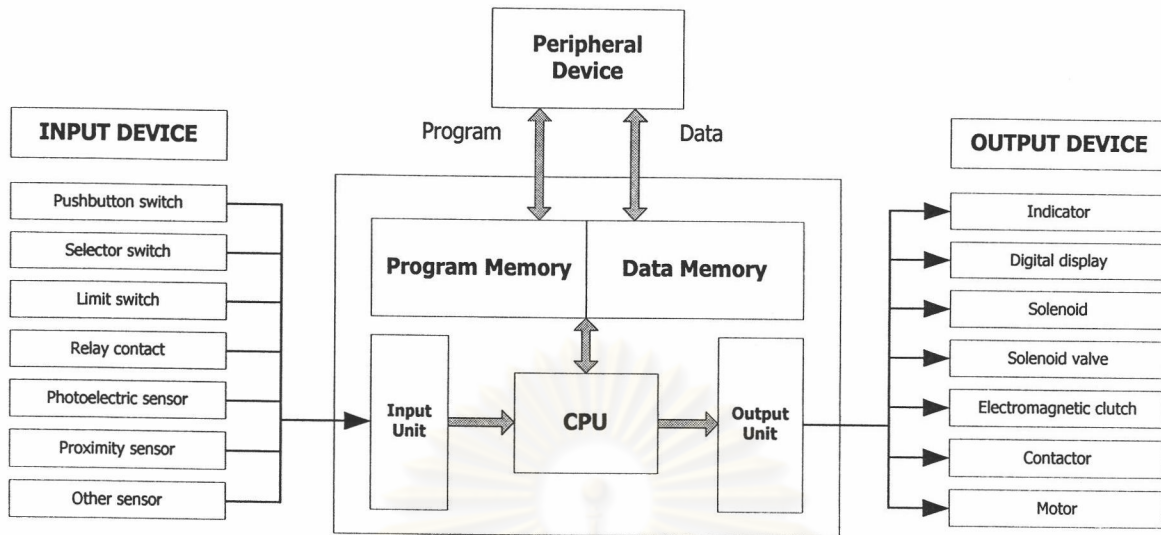 Peripheral
Device
INPUT DEVICE
Program
Data
OUTPUT DEVICE
Pushbutton switch
Selector switch
Limit switch
Relay contact
Photoelectric sensor
Proximity sensor
Other sensor
Program Memory
Data Memory
Input
Unit
CPU
Output
Unit
Indicator
Digital display
Solenoid
Solenoid valve
Electromagnetic clutch
Contactor
Motor